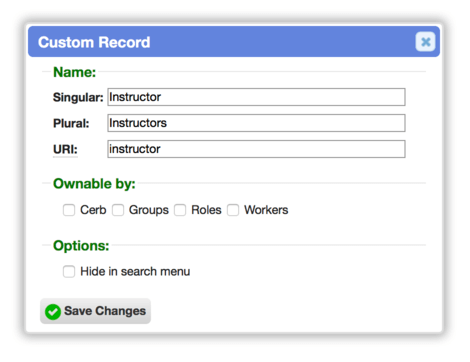 Custom Record
Name:
Singular: Instructor
Plural: Instructors
URI: instructor
Ownable by:
Cerb Groups Roles Workers
Options:
Hide in search menu
Save Changes